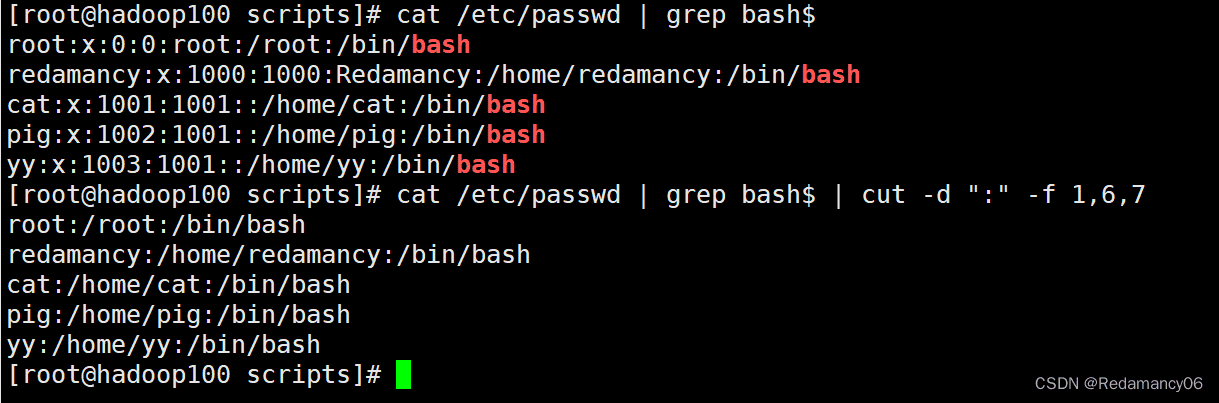 [root@hadoop100 scripts]# cat /etc/passwd | grep bash$
root:x:0:0:root:/root:/bin/bash
redamancy:x:1000:1000:Redamancy:/home/redamancy:/bin/bash
cat:x:1001:1001::/home/cat:/bin/bash
pig:x:1002:1001::/home/pig:/bin/bash
yy:x:1003:1001::/home/yy:/bin/bash
[root@hadoop100 scripts]# cat /etc/passwd | grep bash$ | cut -d ":" -f 1,6,7
root:/root:/bin/bash
redamancy:/home/redamancy:/bin/bash
cat:/home/cat:/bin/bash
pig:/home/pig:/bin/bash
yy:/home/yy:/bin/bash
[root@hadoop100 scripts]#
CSDN @Redamancy06